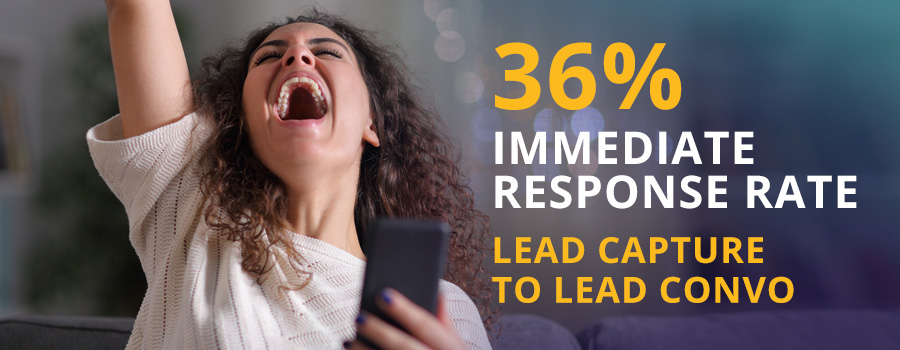 36%
IMMEDIATE
RESPONSE RATE
LEAD CAPTURE
TO LEAD CONVO